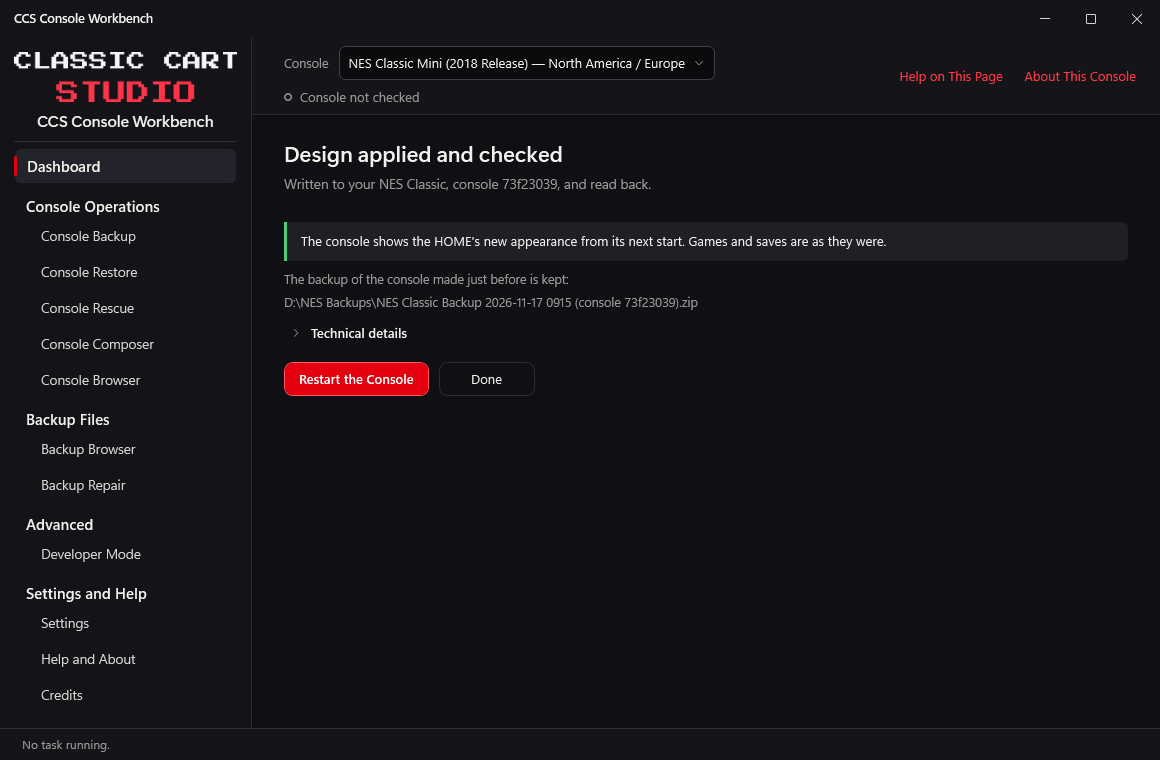 CCS Console Workbench
CLASSIC CART
STUDIO
CCS Console Workbench
Dashboard
Console Operations
Console Backup
Console Restore
Console Rescue
Console Composer
Console Browser
Backup Files
Backup Browser
Backup Repair
Advanced
Developer Mode
Settings and Help
Settings
Help and About
Credits
Console
NES Classic Mini (2018 Release) — North America / Europe
Console not checked
Help on This Page
About This Console
Design applied and checked
Written to your NES Classic, console 73f23039, and read back.
The console shows the HOME's new appearance from its next start. Games and saves are as they were.
The backup of the console made just before is kept:
D:\NES Backups\NES Classic Backup 2026-11-17 0915 (console 73f23039).zip
Technical details
Restart the Console
Done
No task running.